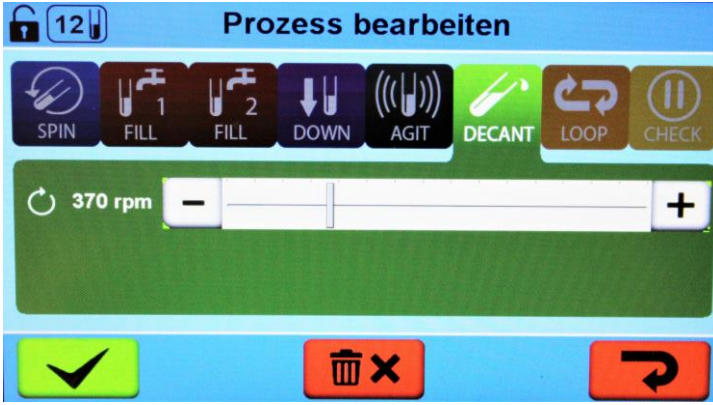 12 Prozess bearbeiten
SPIN
1
FILL
2
FILL
DOWN
AGIT
DECANT
LOOP
CHECK
370 rpm